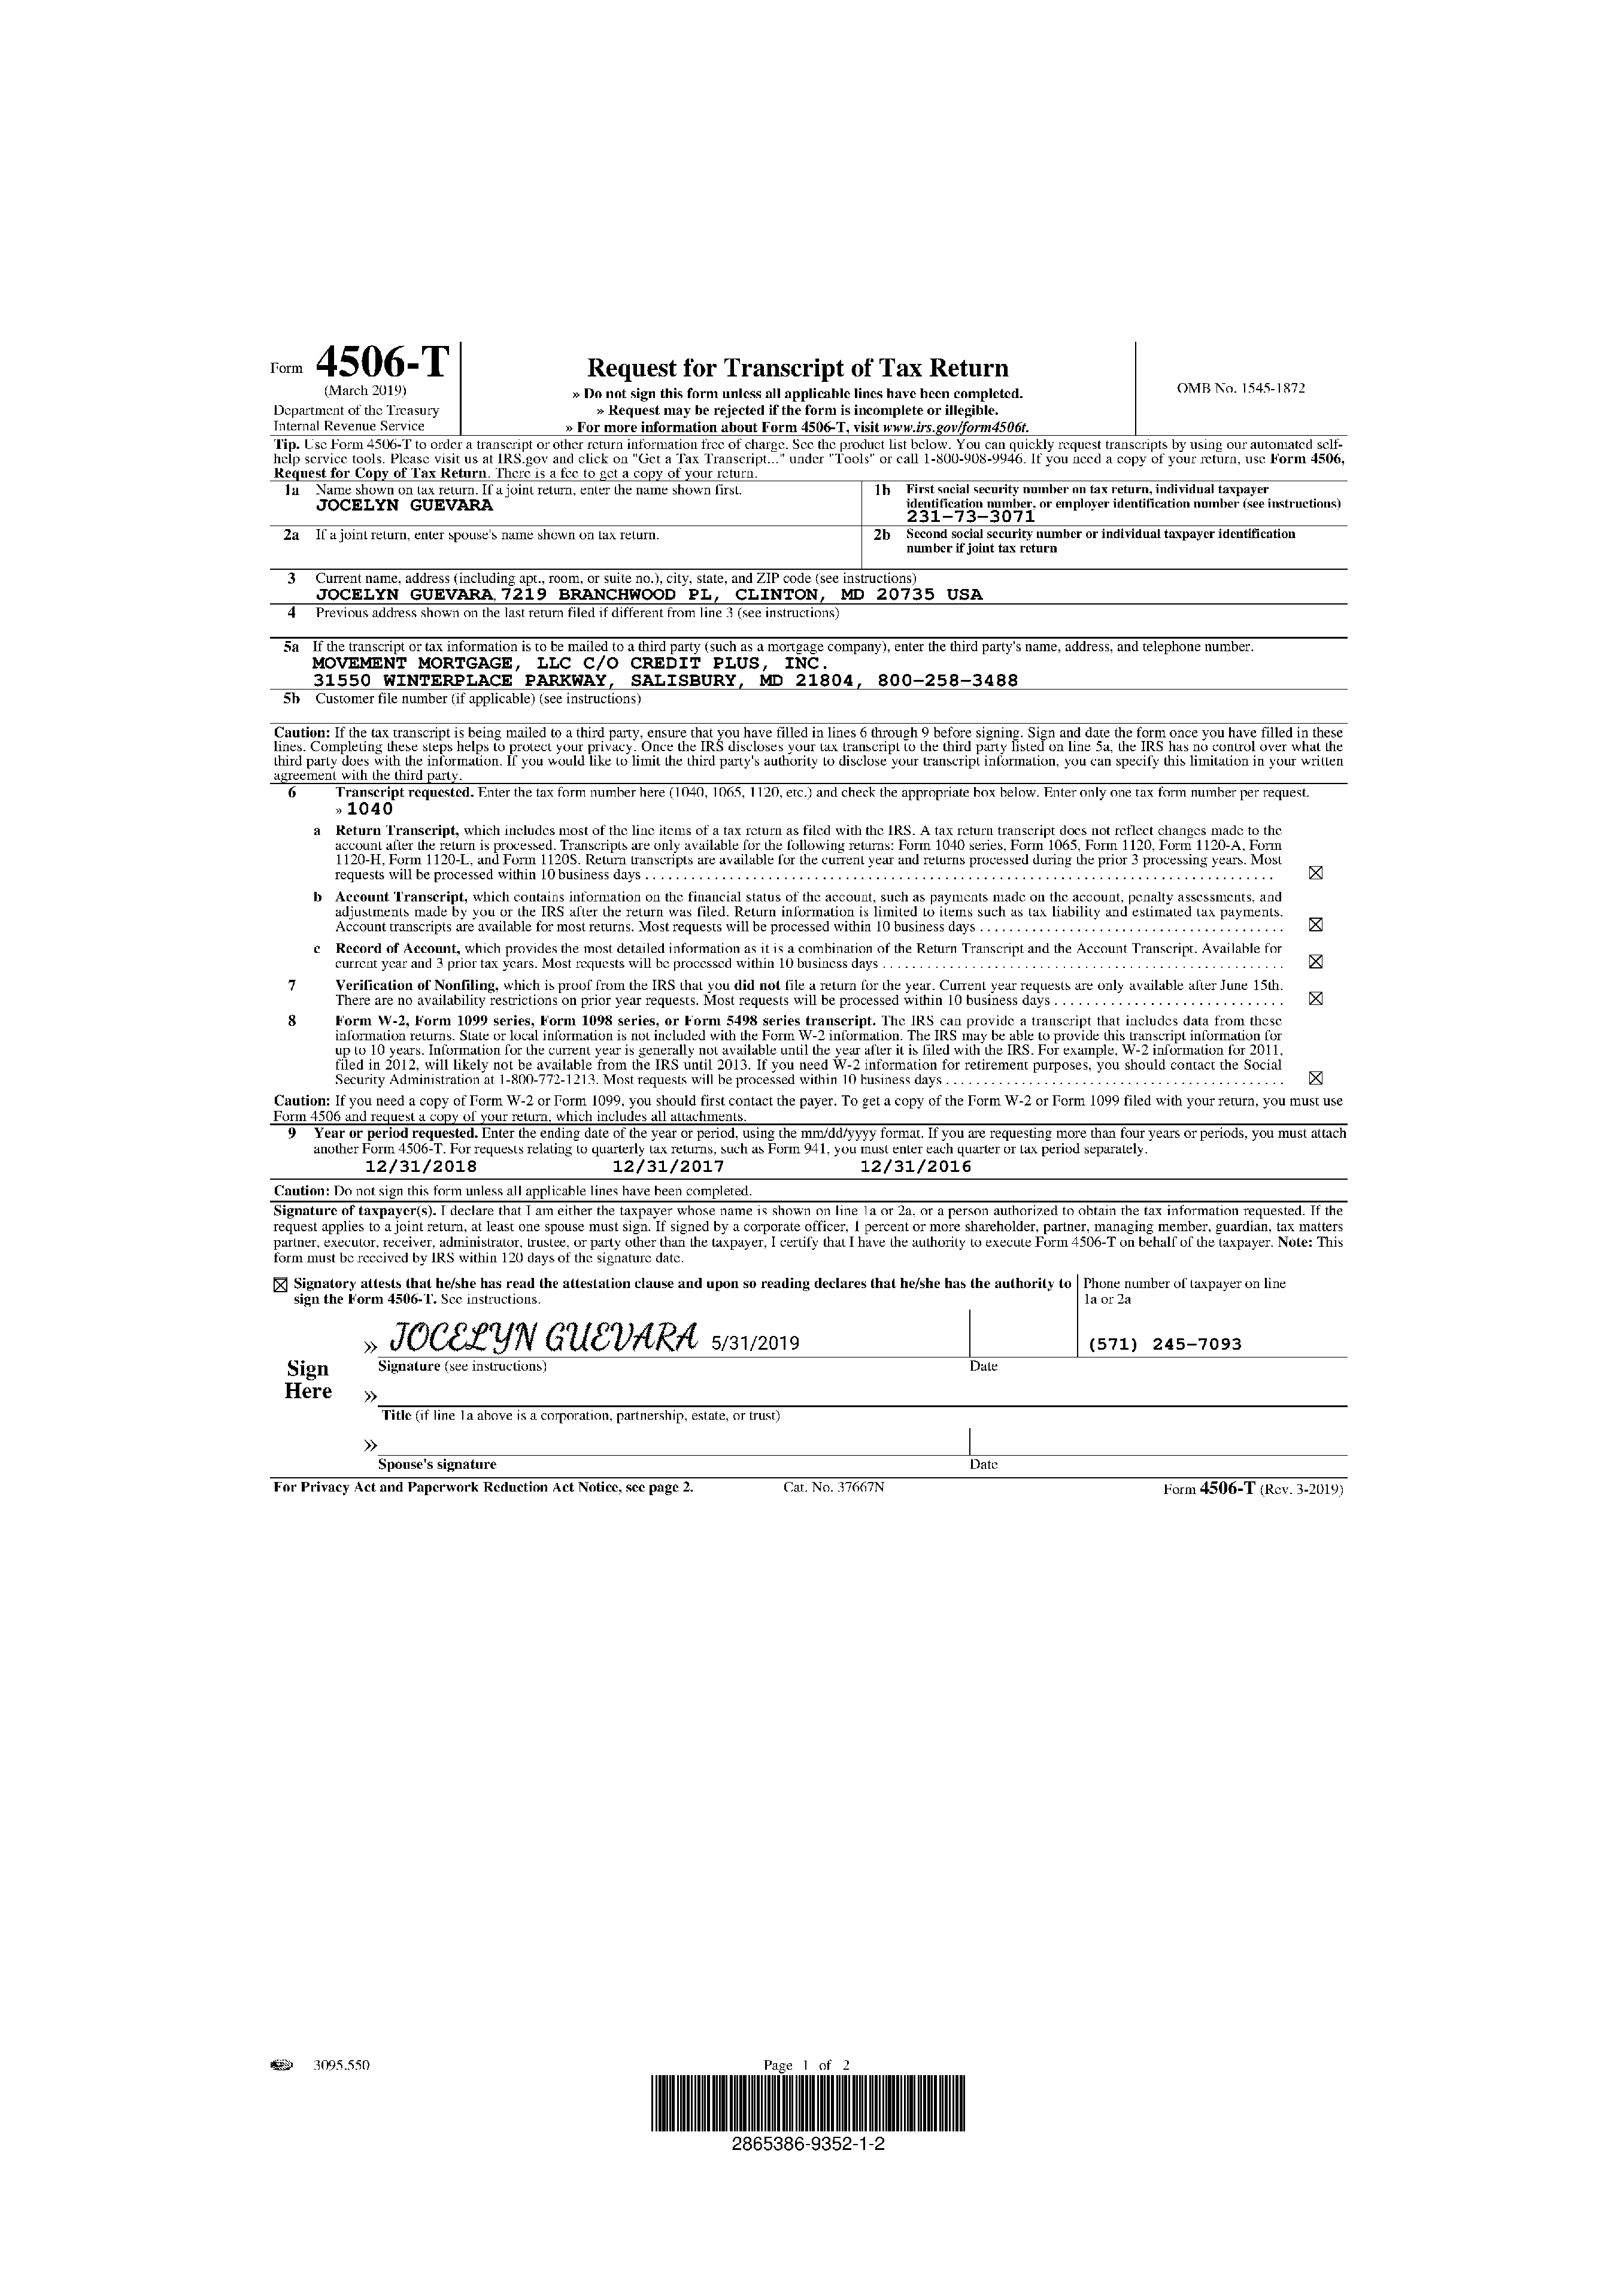 Form 4506-T
(March 2019)
Department of the Treasury
Internal Revenue Service
Request for Transcript of Tax Return
» Do not sign this form unless all applicable lines have been completed.
» Request may be rejected if the form is incomplete or illegible.
» For more information about Form 4506-T, visit www.irs.gov/form4506t.
OMB No. 1545-1872
Tip. Use Form 4506-T to order a transcript or other return information free of charge. See the product list below. You can quickly request transcripts by using our automated self-
help service tools. Please visit us at IRS.gov and click on "Get a Tax Transcript..." under "Tools" or call 1-800-908-9946. If you need a copy of your return, use Form 4506,
Request for Copy of Tax Return. There is a fee to get a copy of your return.
1a Name shown on tax return. If a joint return, enter the name shown first.
JOCELYN GUEVARA
1b First social security number on tax return, individual taxpayer
identification number, or employer identification number (see instructions)
231-73-3071
2a If a joint return, enter spouse's name shown on tax return.
2b Second social security number or individual taxpayer identification
number if joint tax return
3 Current name, address (including apt., room, or suite no.), city, state, and ZIP code (see instructions)
JOCELYN GUEVARA, 7219 BRANCHWOOD PL, CLINTON, MD 20735 USA
4 Previous address shown on the last return filed if different from line 3 (see instructions)
5a If the transcript or tax information is to be mailed to a third party (such as a mortgage company), enter the third party's name, address, and telephone number.
MOVEMENT MORTGAGE, LLC C/O CREDIT PLUS, INC.
31550 WINTERPLACE PARKWAY, SALISBURY, MD 21804, 800-258-3488
5b Customer file number (if applicable) (see instructions)
Caution: If the tax transcript is being mailed to a third party, ensure that you have filled in lines 6 through 9 before signing. Sign and date the form once you have filled in these
lines. Completing these steps helps to protect your privacy. Once the IRS discloses your tax transcript to the third party listed on line 5a, the IRS has no control over what the
third party does with the information. If you would like to limit the third party's authority to disclose your transcript information, you can specify this limitation in your written
agreement with the third party.
6 Transcript requested. Enter the tax form number here (1040, 1065, 1120, etc.) and check the appropriate box below. Enter only one tax form number per request.
» 1040
a Return Transcript, which includes most of the line items of a tax return as filed with the IRS. A tax return transcript does not reflect changes made to the
account after the return is processed. Transcripts are only available for the following returns: Form 1040 series, Form 1065, Form 1120, Form 1120-A, Form
1120-H, Form 1120-L, and Form 1120S. Return transcripts are available for the current year and returns processed during the prior 3 processing years. Most
requests will be processed within 10 business days ☒
b Account Transcript, which contains information on the financial status of the account, such as payments made on the account, penalty assessments, and
adjustments made by you or the IRS after the return was filed. Return information is limited to items such as tax liability and estimated tax payments.
Account transcripts are available for most returns. Most requests will be processed within 10 business days ☒
c Record of Account, which provides the most detailed information as it is a combination of the Return Transcript and the Account Transcript. Available for
current year and 3 prior tax years. Most requests will be processed within 10 business days ☒
7 Verification of Nonfiling, which is proof from the IRS that you did not file a return for the year. Current year requests are only available after June 15th.
There are no availability restrictions on prior year requests. Most requests will be processed within 10 business days ☒
8 Form W-2, Form 1099 series, Form 1098 series, or Form 5498 series transcript. The IRS can provide a transcript that includes data from these
information returns. State or local information is not included with the Form W-2 information. The IRS may be able to provide this transcript information for
up to 10 years. Information for the current year is generally not available until the year after it is filed with the IRS. For example, W-2 information for 2011,
filed in 2012, will likely not be available from the IRS until 2013. If you need W-2 information for retirement purposes, you should contact the Social
Security Administration at 1-800-772-1213. Most requests will be processed within 10 business days ☒
Caution: If you need a copy of Form W-2 or Form 1099, you should first contact the payer. To get a copy of the Form W-2 or Form 1099 filed with your return, you must use
Form 4506 and request a copy of your return, which includes all attachments.
9 Year or period requested. Enter the ending date of the year or period, using the mm/dd/yyyy format. If you are requesting more than four years or periods, you must attach
another Form 4506-T. For requests relating to quarterly tax returns, such as Form 941, you must enter each quarter or tax period separately.
12/31/2018 12/31/2017 12/31/2016
Caution: Do not sign this form unless all applicable lines have been completed.
Signature of taxpayer(s). I declare that I am either the taxpayer whose name is shown on line 1a or 2a, or a person authorized to obtain the tax information requested. If the
request applies to a joint return, at least one spouse must sign. If signed by a corporate officer, 1 percent or more shareholder, partner, managing member, guardian, tax matters
partner, executor, receiver, administrator, trustee, or party other than the taxpayer, I certify that I have the authority to execute Form 4506-T on behalf of the taxpayer. Note: This
form must be received by IRS within 120 days of the signature date.
☒ Signatory attests that he/she has read the attestation clause and upon so reading declares that he/she has the authority to
sign the Form 4506-T. See instructions.
Phone number of taxpayer on line
1a or 2a
Sign
Here
» JOCELYN GUEVARA 5/31/2019
(571) 245-7093
Signature (see instructions) Date
»
Title (if line 1a above is a corporation, partnership, estate, or trust)
»
Spouse's signature Date
For Privacy Act and Paperwork Reduction Act Notice, see page 2. Cat. No. 37667N Form 4506-T (Rev. 3-2019)
3095.550 Page 1 of 2
2865386-9352-1-2